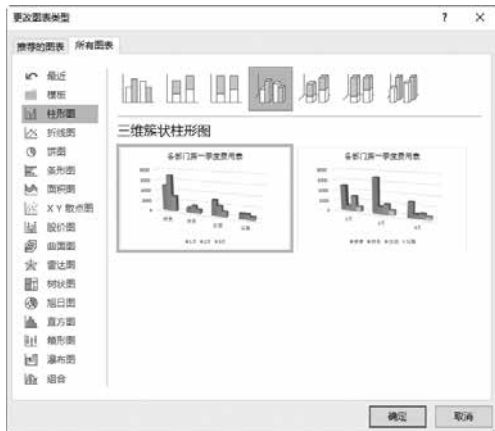 更改图表类型
? ×
推荐的图表 所有图表
最近
模板
柱形图
折线图
饼图
条形图
面积图
XY散点图
股价图
曲面图
雷达图
树状图
旭日图
直方图
箱形图
瀑布图
组合
三维簇状柱形图
各部门第一季度费用表
各部门第一季度费用表
确定 取消